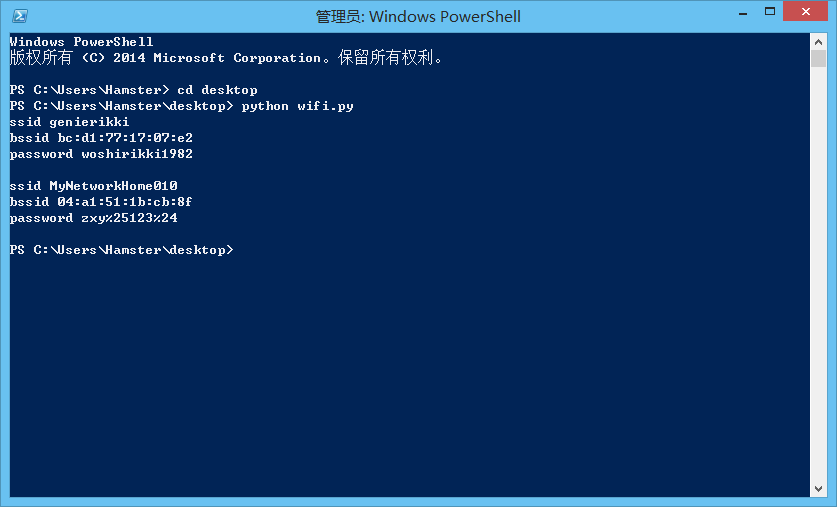 管理员: Windows PowerShell
Windows PowerShell
版权所有 (C) 2014 Microsoft Corporation。保留所有权利。
PS C:\Users\Hamster> cd desktop
PS C:\Users\Hamster\desktop> python wifi.py
ssid genierikki
bssid bc:d1:77:17:07:e2
password woshirikki1982
ssid MyNetworkHome010
bssid 04:a1:51:1b:cb:8f
password zxy%25123%24
PS C:\Users\Hamster\desktop>